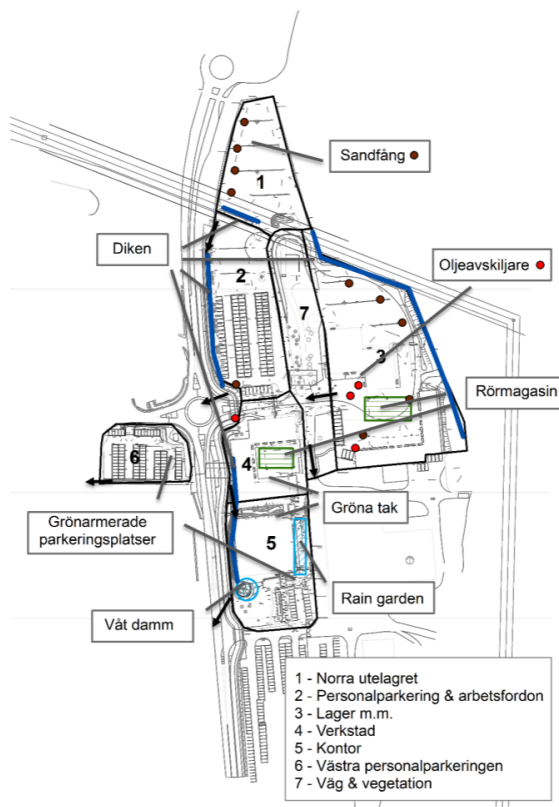 Sandfång
1
Diken
Oljeavskiljare
2
7
3
Rörmagasin
6
4
Grönarmerade
parkeringsplatser
Gröna tak
5
Rain garden
Våt damm
1 - Norra utelagret
2 - Personalparkering & arbetsfordon
3 - Lager m.m.
4 - Verkstad
5 - Kontor
6 - Västra personalparkeringen
7 - Väg & vegetation